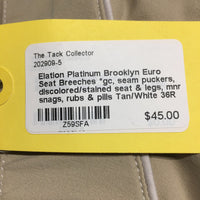 The Tack Collector
202909-5
Elation Platinum Brooklyn Euro
Seat Breeches *gc, seam puckers,
discolored/stained seat & legs, mnr
snags, rubs & pills Tan/White 36R
$45.00
Z59SFA